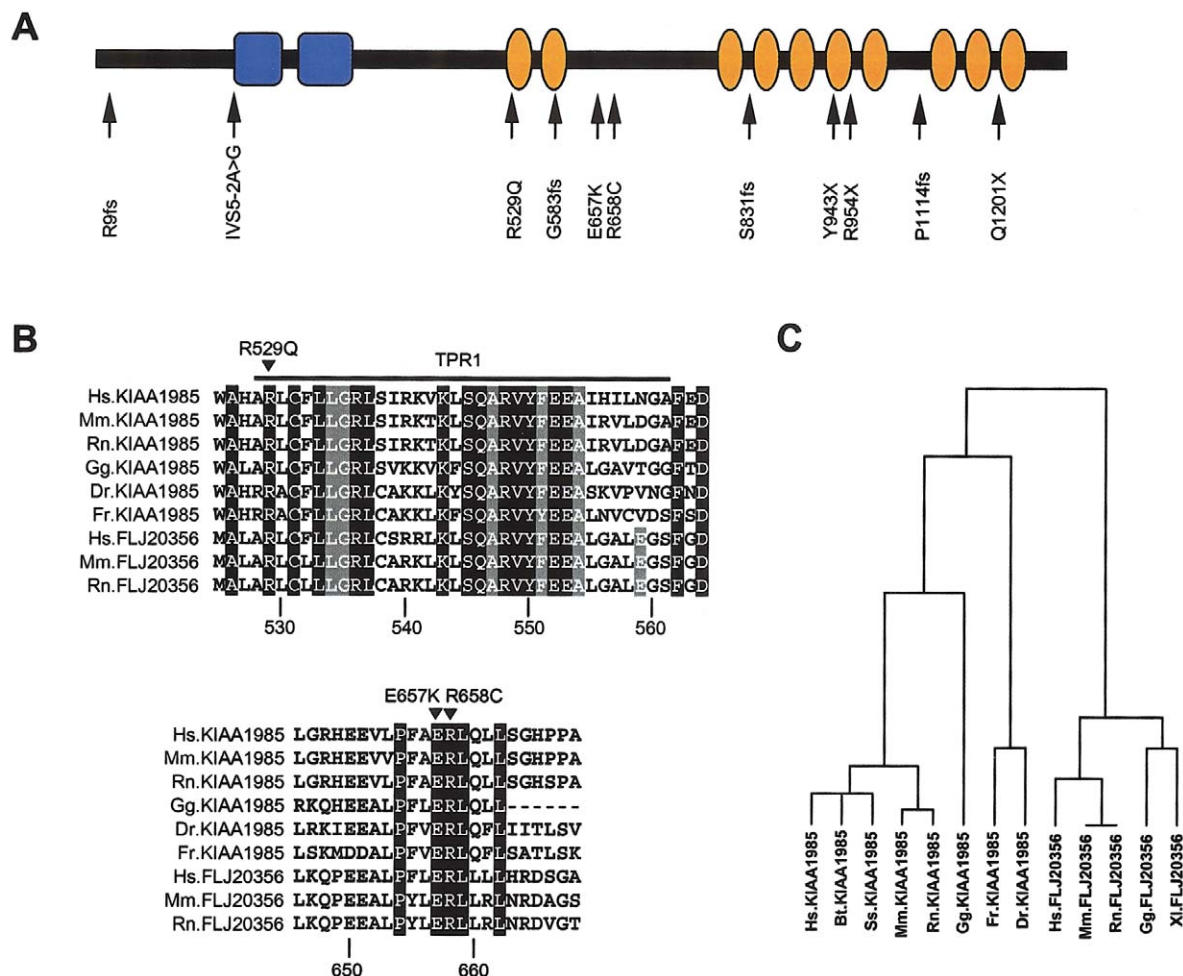 A
R9fs
IVS5-2A>G
R529Q
G583fs
E657K
R658C
S831fs
Y943X
R954X
P1114fs
Q1201X
B
R529Q
TPR1
Hs.KIAA1985 WAHARLCFLLGRLSIRKVKLSQARVYFEEAIHILNGAFED
Mm.KIAA1985 WAHARLCFLLGRLSIRKTKLSQARVYFEEAIRVLDGAFED
Rn.KIAA1985 WAHARLCFLLGRLSIRKTKLSQARVYFEEAIRVLDGAFED
Gg.KIAA1985 WALARLCFLLGRLSVKKVKFSQARVYFEEALGAVTGGFTD
Dr.KIAA1985 WAHRRACFLLGRLCAKKLKYSQARVYFEEASKVPVNGFND
Fr.KIAA1985 WAHRRACFLLGRLCAKKLKFSQARVYYEEALNVCVDSFSD
Hs.FLJ20356 MALARLCFLLGRLCSRRLKLSQARVYFEEALGALEGSFGD
Mm.FLJ20356 MALARLCLLLGRLCARKLKLSQARVYFEEALGALEGSFGD
Rn.FLJ20356 MALARLCLLLGRLCARKLKLSQARVYFEEALGALEGSFGD
530 540 550 560
E657K R658C
Hs.KIAA1985 LGRHEEVLPFAERLQLLSGHPPA
Mm.KIAA1985 LGRHEEVVPFAERLQLLSGHPPA
Rn.KIAA1985 LGRHEEVLPFAERLQLLSGHSPA
Gg.KIAA1985 RKQHEEALPFLERLQLL------
Dr.KIAA1985 LRKIEEALPFVERLQFLIITLSV
Fr.KIAA1985 LSKMDDALPFVERLQFLSATLSK
Hs.FLJ20356 LKQPEEALPFLERLLLLHRDSGA
Mm.FLJ20356 LKQPEEALPYLERLLRLNRDAGS
Rn.FLJ20356 LKQPEEALPYLERLLRLNRDVGT
650 660
C
Hs.KIAA1985
Bt.KIAA1985
Ss.KIAA1985
Mm.KIAA1985
Rn.KIAA1985
Gg.KIAA1985
Fr.KIAA1985
Dr.KIAA1985
Hs.FLJ20356
Mm.FLJ20356
Rn.FLJ20356
Gg.FLJ20356
Xl.FLJ20356